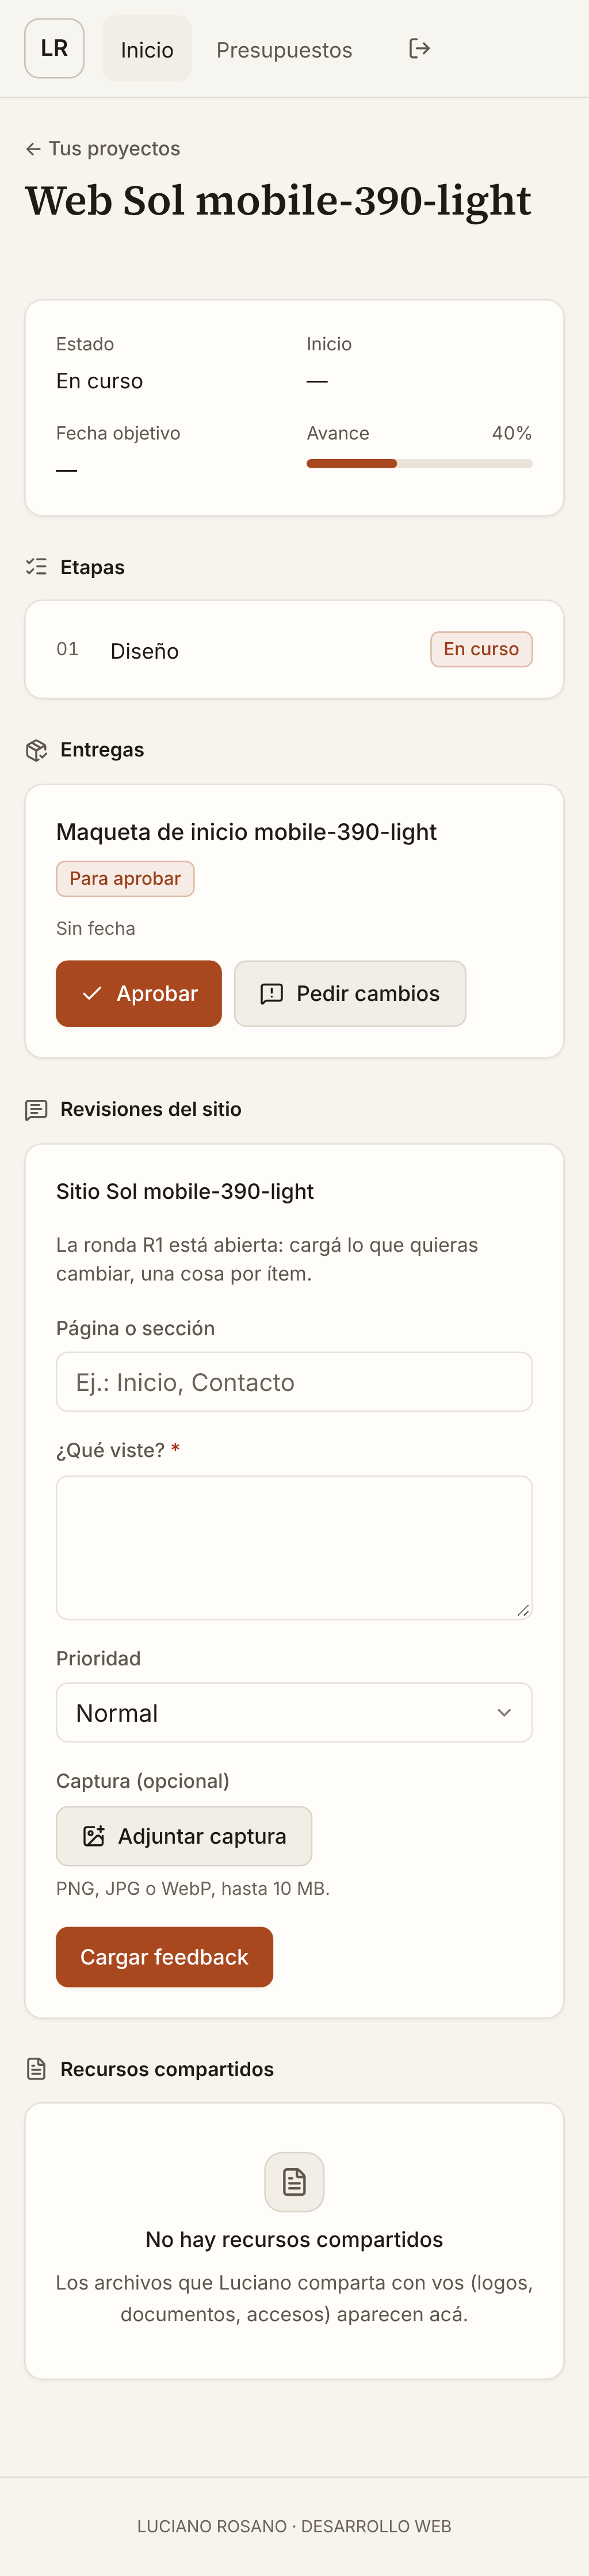 LR
Inicio
Presupuestos
← Tus proyectos
Web Sol mobile-390-light
Estado
Inicio
En curso
—
Fecha objetivo
Avance
40%
—
Etapas
01
Diseño
En curso
Entregas
Maqueta de inicio mobile-390-light
Para aprobar
Sin fecha
Aprobar
Pedir cambios
Revisiones del sitio
Sitio Sol mobile-390-light
La ronda R1 está abierta: cargá lo que quieras
cambiar, una cosa por ítem.
Página o sección
Ej.: Inicio, Contacto
¿Qué viste? *
Prioridad
Normal
Captura (opcional)
Adjuntar captura
PNG, JPG o WebP, hasta 10 MB.
Cargar feedback
Recursos compartidos
No hay recursos compartidos
Los archivos que Luciano comparta con vos (logos,
documentos, accesos) aparecen acá.
LUCIANO ROSANO · DESARROLLO WEB